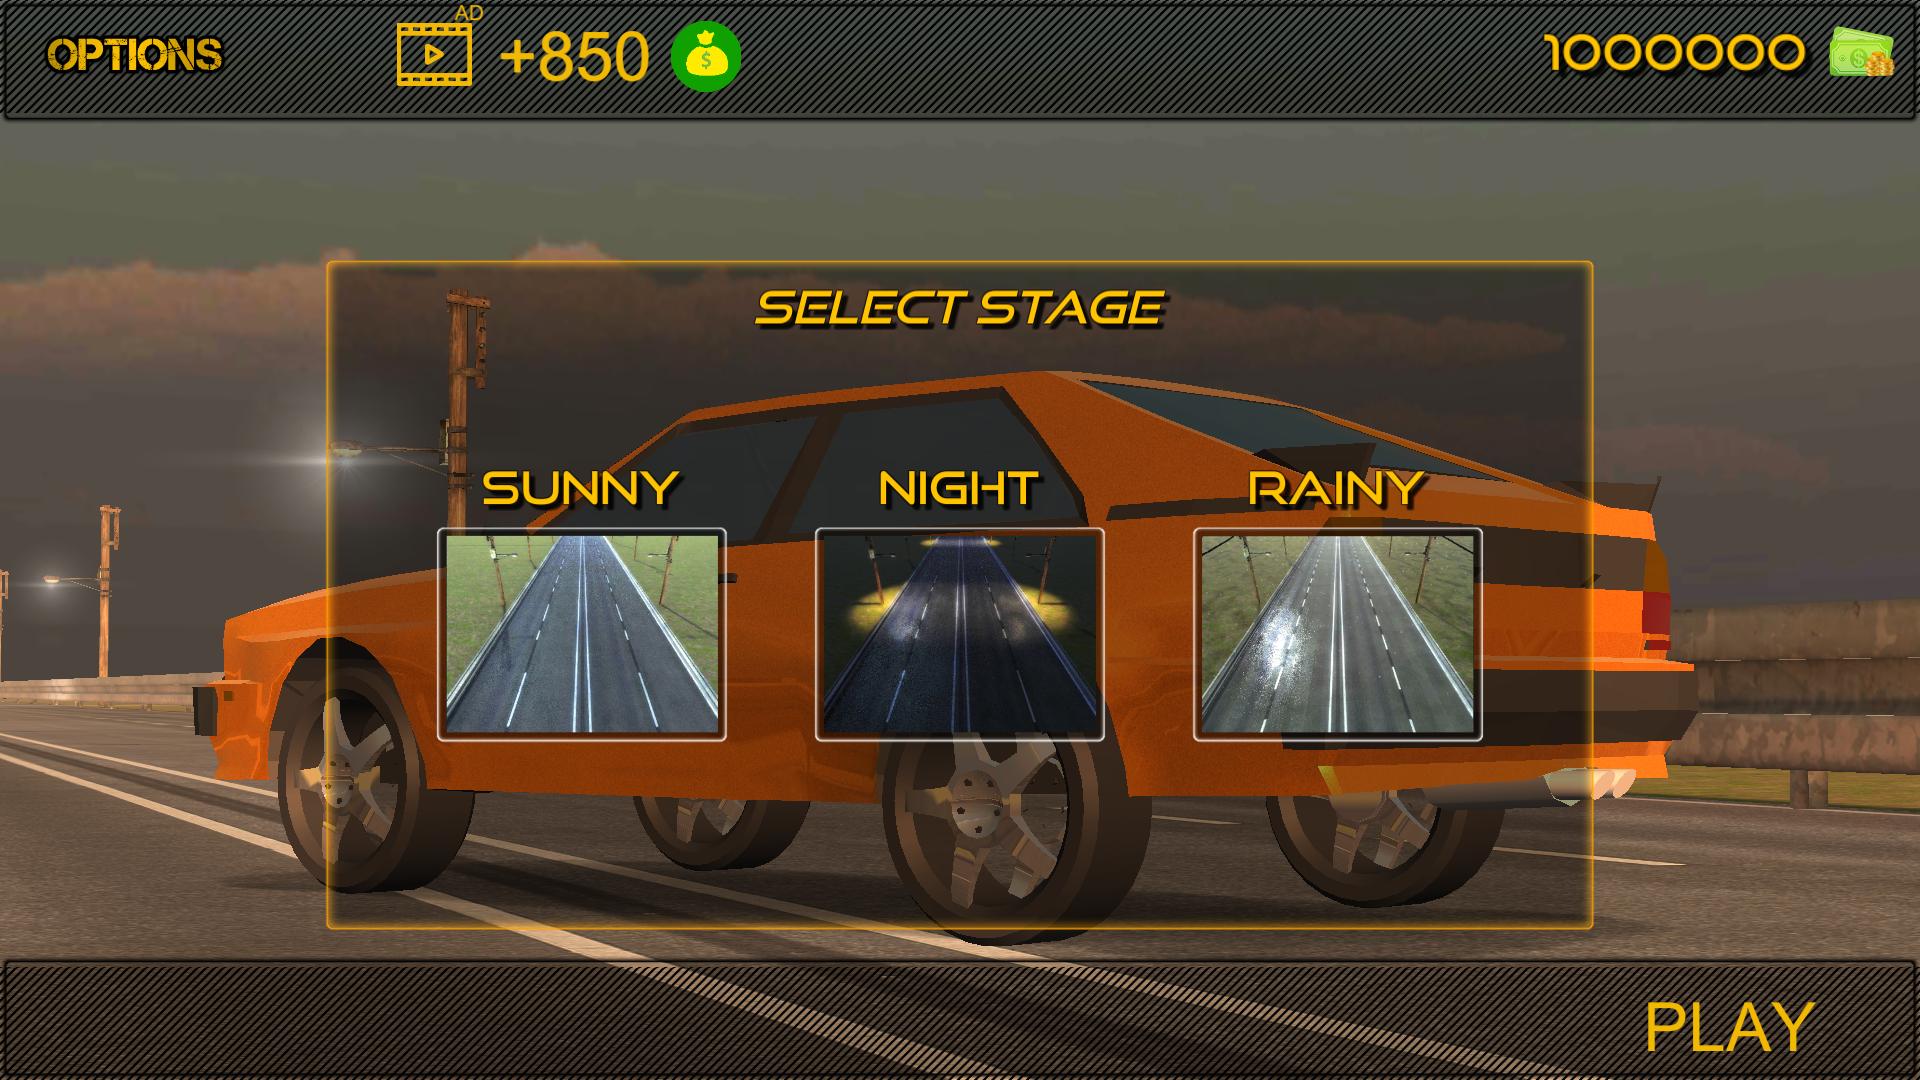 OPTIONS
AD
+850
1000000
SELECT STAGE
SUNNY
NIGHT
RAINY
PLAY